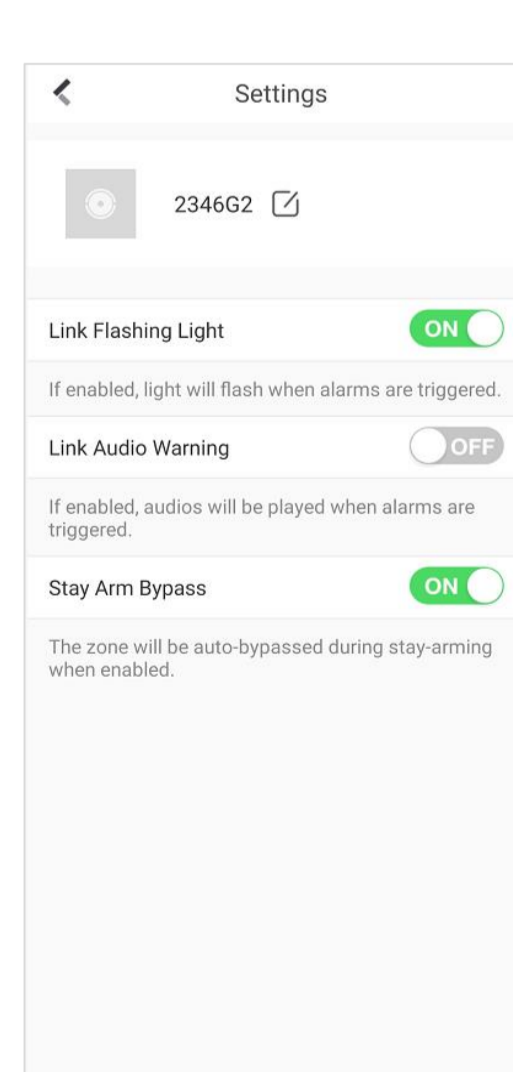 Settings
2346G2
Link Flashing Light
ON
If enabled, light will flash when alarms are triggered.
Link Audio Warning
OFF
If enabled, audios will be played when alarms are
triggered.
Stay Arm Bypass
ON
The zone will be auto-bypassed during stay-arming
when enabled.